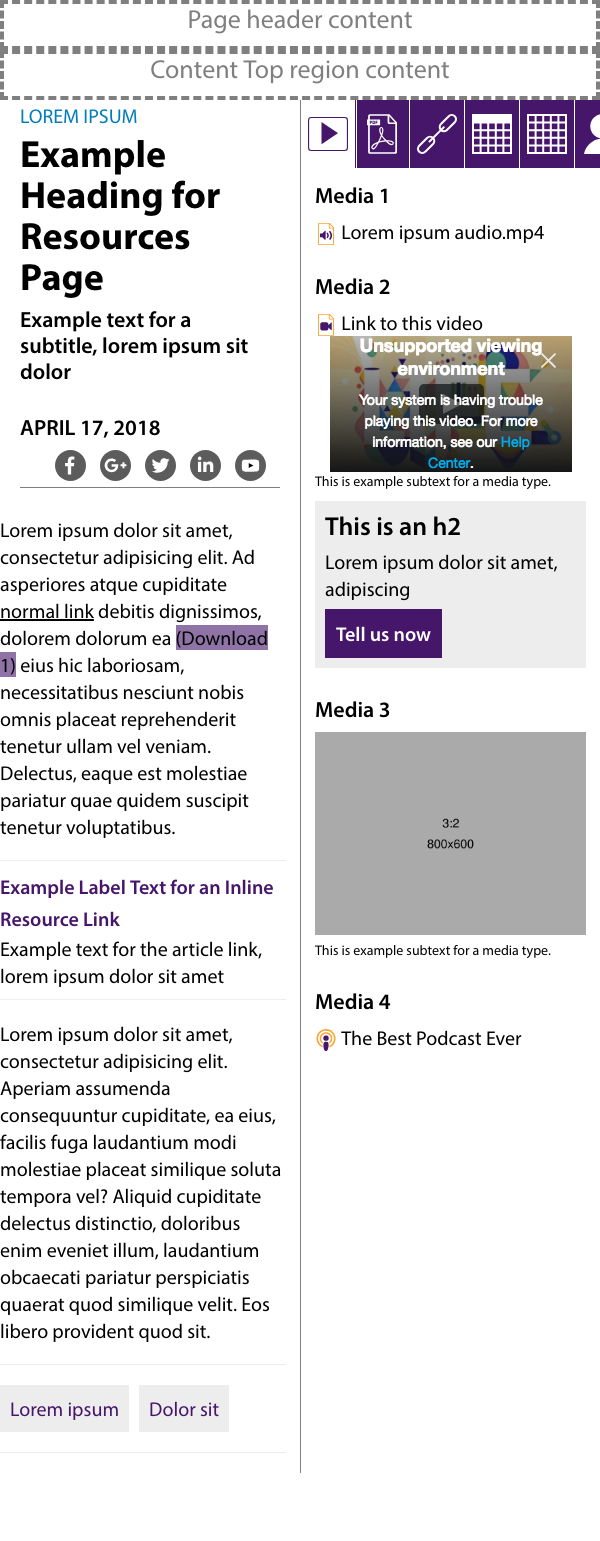 Page header content
Content Top region content
LOREM IPSUM
Example
Heading for
Resources
Page
Example text for a
subtitle, lorem ipsum sit
dolor
APRIL 17, 2018
Lorem ipsum dolor sit amet,
consectetur adipisicing elit. Ad
asperiores atque cupiditate
normal link debitis dignissimos,
dolorem dolorum ea (Download
1) eius hic laboriosam,
necessitatibus nesciunt nobis
omnis placeat reprehenderit
tenetur ullam vel veniam.
Delectus, eaque est molestiae
pariatur quae quidem suscipit
tenetur voluptatibus.
Example Label Text for an Inline
Resource Link
Example text for the article link,
lorem ipsum dolor sit amet
Lorem ipsum dolor sit amet,
consectetur adipisicing elit.
Aperiam assumenda
consequuntur cupiditate, ea eius,
facilis fuga laudantium modi
molestiae placeat similique soluta
tempora vel? Aliquid cupiditate
delectus distinctio, doloribus
enim eveniet illum, laudantium
obcaecati pariatur perspiciatis
quaerat quod similique velit. Eos
libero provident quod sit.
Lorem ipsum
Dolor sit
PDF
Media 1
Lorem ipsum audio.mp4
Media 2
Link to this video
Unsupported viewing
environment
Your system is having trouble
playing this video. For more
information, see our Help
Center.
This is example subtext for a media type.
This is an h2
Lorem ipsum dolor sit amet,
adipiscing
Tell us now
Media 3
3:2
800x600
This is example subtext for a media type.
Media 4
The Best Podcast Ever